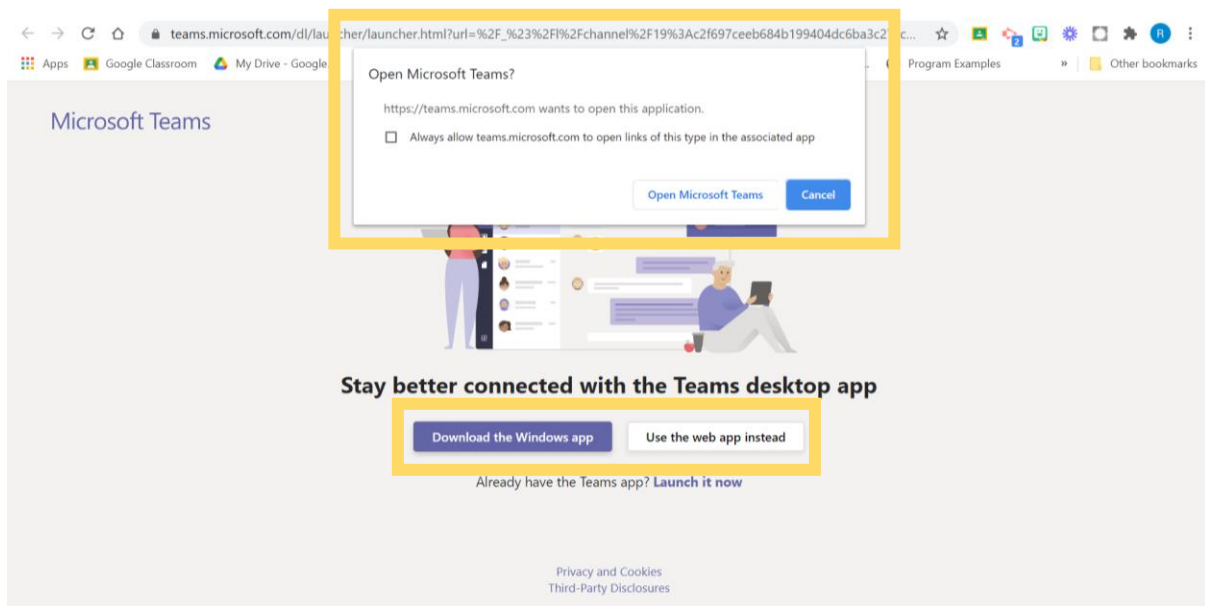 teams.microsoft.com/dl/launcher/launcher.html?url=%2F_%23%2Fl%2Fchannel%2F19%3Ac2f697ceeb684b199404dc6ba3c2 c...
2
R
Apps Google Classroom My Drive - Google Program Examples » Other bookmarks
Open Microsoft Teams?
https://teams.microsoft.com wants to open this application.
Always allow teams.microsoft.com to open links of this type in the associated app
Open Microsoft Teams Cancel
Microsoft Teams
Stay better connected with the Teams desktop app
Download the Windows app Use the web app instead
Already have the Teams app? Launch it now
Privacy and Cookies
Third-Party Disclosures